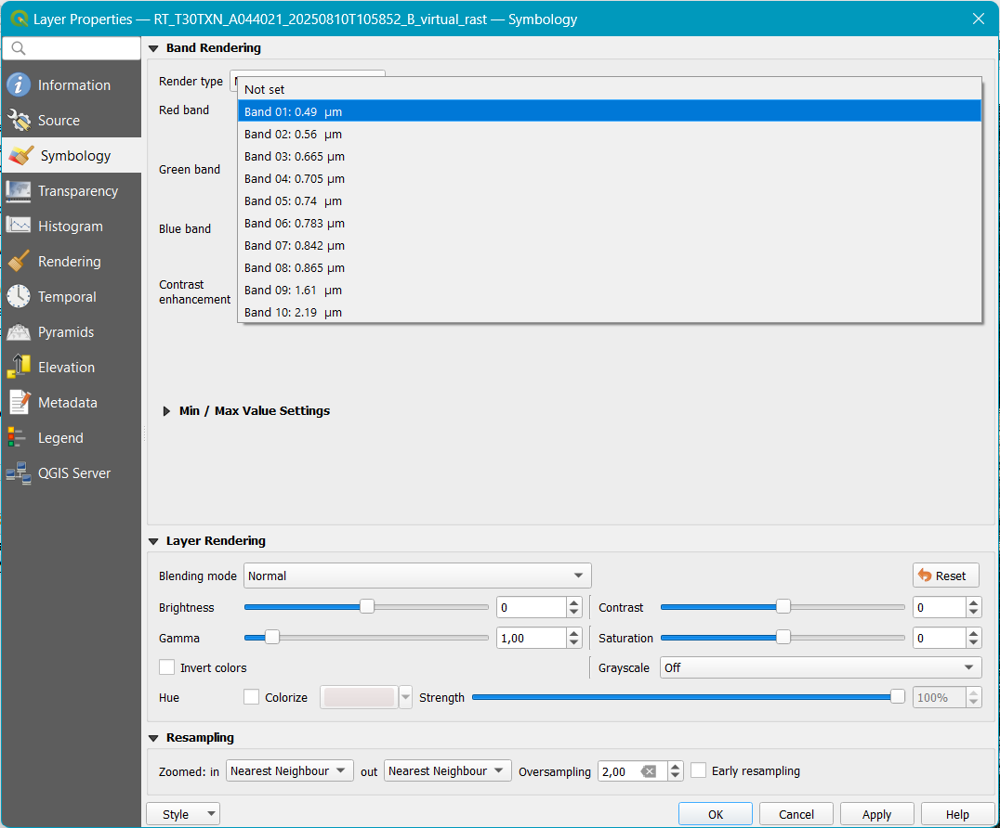 Layer Properties — RT_T30TXN_A044021_20250810T105852_B_virtual_rast — Symbology
Information
Source
Symbology
Transparency
Histogram
Rendering
Temporal
Pyramids
Elevation
Metadata
Legend
QGIS Server
Band Rendering
Render type
Red band
Green band
Blue band
Contrast
enhancement
Not set
Band 01: 0.49 µm
Band 02: 0.56 µm
Band 03: 0.665 µm
Band 04: 0.705 µm
Band 05: 0.74 µm
Band 06: 0.783 µm
Band 07: 0.842 µm
Band 08: 0.865 µm
Band 09: 1.61 µm
Band 10: 2.19 µm
Min / Max Value Settings
Layer Rendering
Blending mode Normal Reset
Brightness 0 Contrast 0
Gamma 1,00 Saturation 0
Invert colors Grayscale Off
Hue Colorize Strength 100%
Resampling
Zoomed: in Nearest Neighbour out Nearest Neighbour Oversampling 2,00 Early resampling
Style OK Cancel Apply Help